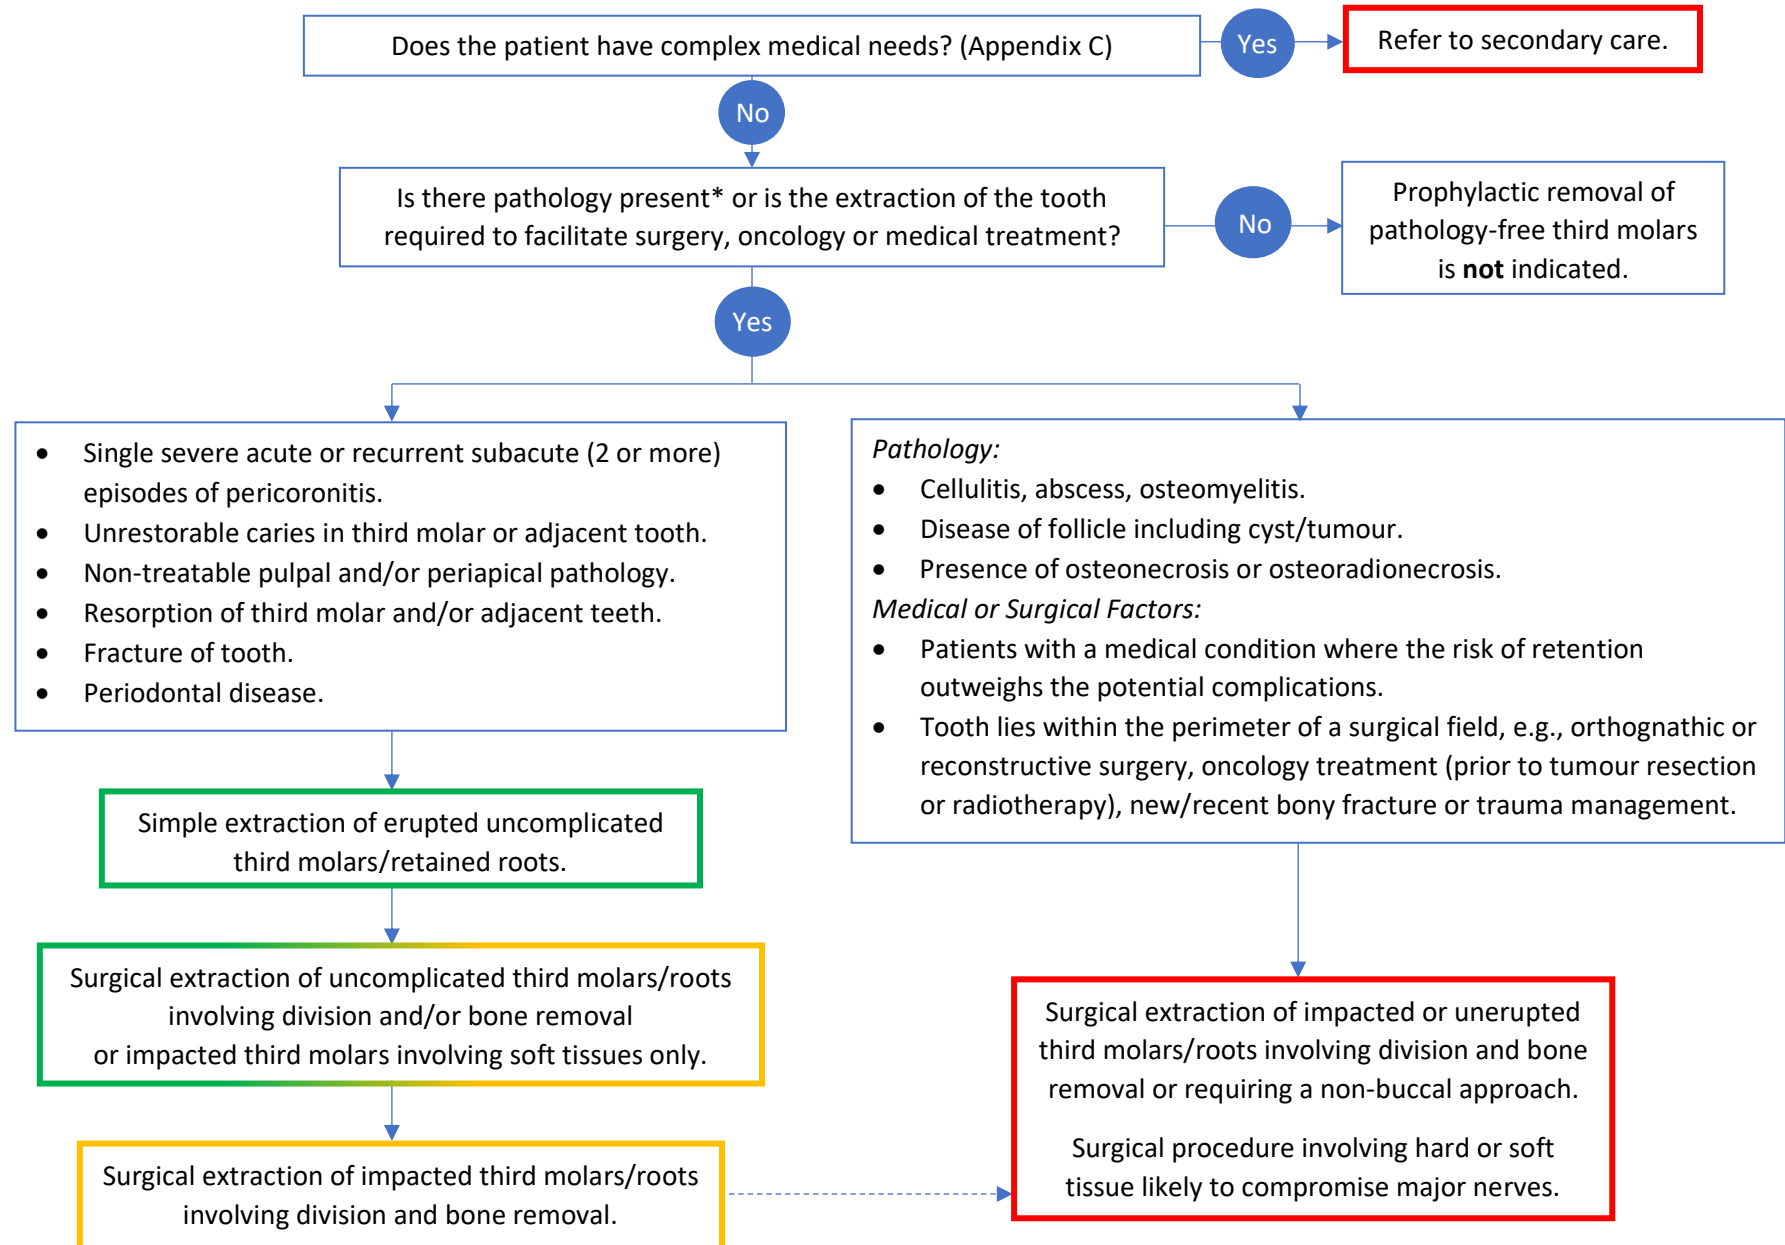 Does the patient have complex medical needs? (Appendix C)
Yes
Refer to secondary care.
No
Is there pathology present* or is the extraction of the tooth
required to facilitate surgery, oncology or medical treatment?
No
Prophylactic removal of
pathology-free third molars
is not indicated.
Yes
• Single severe acute or recurrent subacute (2 or more)
episodes of pericoronitis.
• Unrestorable caries in third molar or adjacent tooth.
• Non-treatable pulpal and/or periapical pathology.
• Resorption of third molar and/or adjacent teeth.
• Fracture of tooth.
• Periodontal disease.
Pathology:
• Cellulitis, abscess, osteomyelitis.
• Disease of follicle including cyst/tumour.
• Presence of osteonecrosis or osteoradionecrosis.
Medical or Surgical Factors:
• Patients with a medical condition where the risk of retention
outweighs the potential complications.
• Tooth lies within the perimeter of a surgical field, e.g., orthognathic or
reconstructive surgery, oncology treatment (prior to tumour resection
or radiotherapy), new/recent bony fracture or trauma management.
Simple extraction of erupted uncomplicated
third molars/retained roots.
Surgical extraction of uncomplicated third molars/roots
involving division and/or bone removal
or impacted third molars involving soft tissues only.
Surgical extraction of impacted third molars/roots
involving division and bone removal.
Surgical extraction of impacted or unerupted
third molars/roots involving division and bone
removal or requiring a non-buccal approach.
Surgical procedure involving hard or soft
tissue likely to compromise major nerves.